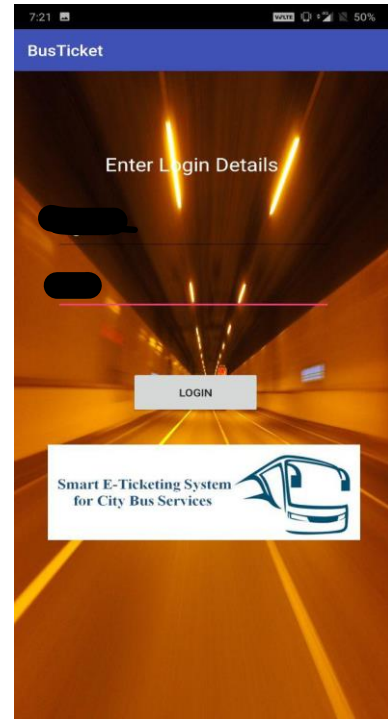 7:21 VoLTE 50%
BusTicket
Enter Login Details
LOGIN
Smart E-Ticketing System
for City Bus Services